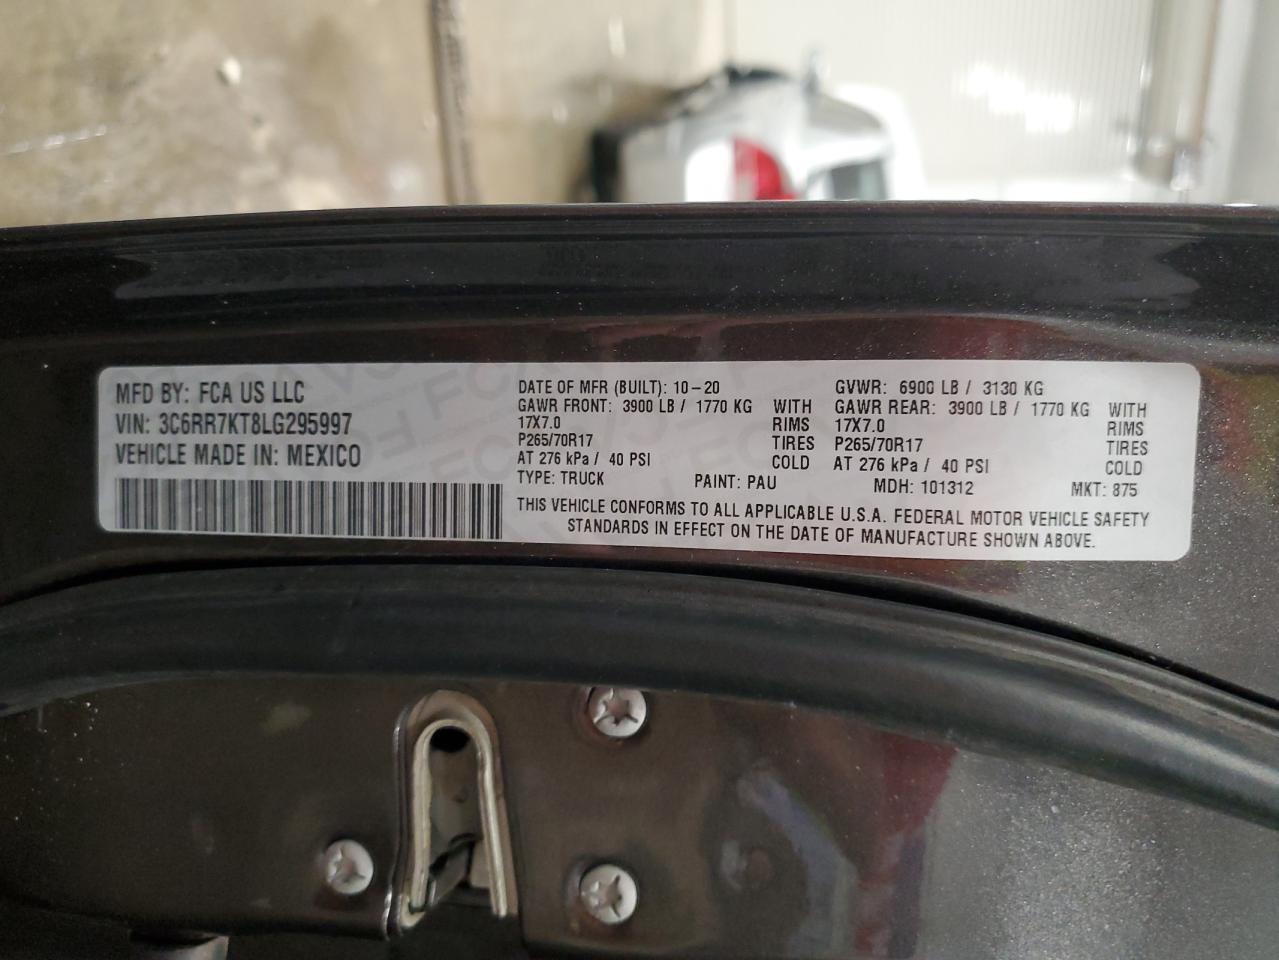 MFD BY: FCA US LLC
VIN: 3C6RR7KT8LG295997
VEHICLE MADE IN: MEXICO
DATE OF MFR (BUILT): 10-20
GAWR FRONT: 3900 LB / 1770 KG WITH
17X7.0 RIMS
P265/70R17 TIRES
AT 276 kPa / 40 PSI COLD
TYPE: TRUCK PAINT: PAU MDH: 101312 MKT: 875
GVWR: 6900 LB / 3130 KG
GAWR REAR: 3900 LB / 1770 KG WITH
17X7.0 RIMS
P265/70R17 TIRES
AT 276 kPa / 40 PSI COLD
THIS VEHICLE CONFORMS TO ALL APPLICABLE U.S.A. FEDERAL MOTOR VEHICLE SAFETY
STANDARDS IN EFFECT ON THE DATE OF MANUFACTURE SHOWN ABOVE.